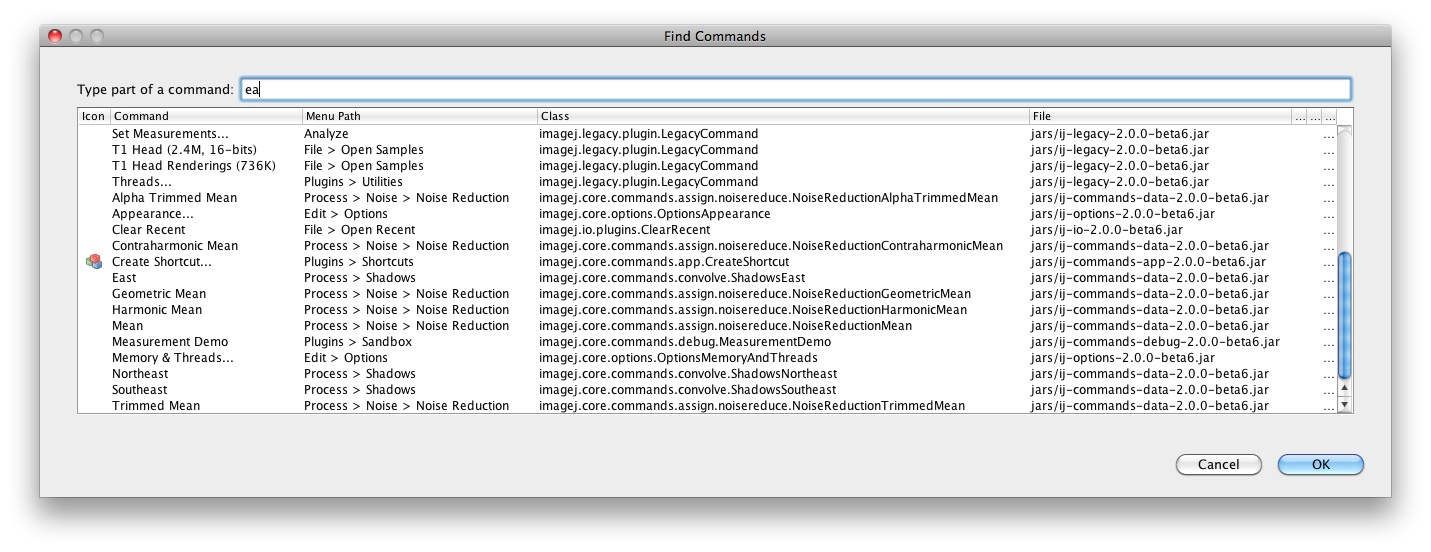 Find Commands
Type part of a command: ea
Icon Command Menu Path Class File ... ... ...
Set Measurements... Analyze imagej.legacy.plugin.LegacyCommand jars/ij-legacy-2.0.0-beta6.jar ...
T1 Head (2.4M, 16-bits) File > Open Samples imagej.legacy.plugin.LegacyCommand jars/ij-legacy-2.0.0-beta6.jar ...
T1 Head Renderings (736K) File > Open Samples imagej.legacy.plugin.LegacyCommand jars/ij-legacy-2.0.0-beta6.jar ...
Threads... Plugins > Utilities imagej.legacy.plugin.LegacyCommand jars/ij-legacy-2.0.0-beta6.jar ...
Alpha Trimmed Mean Process > Noise > Noise Reduction imagej.core.commands.assign.noisereduce.NoiseReductionAlphaTrimmedMean jars/ij-commands-data-2.0.0-beta6.jar ...
Appearance... Edit > Options imagej.core.options.OptionsAppearance jars/ij-options-2.0.0-beta6.jar ...
Clear Recent File > Open Recent imagej.io.plugins.ClearRecent jars/ij-io-2.0.0-beta6.jar ...
Contraharmonic Mean Process > Noise > Noise Reduction imagej.core.commands.assign.noisereduce.NoiseReductionContraharmonicMean jars/ij-commands-data-2.0.0-beta6.jar ...
Create Shortcut... Plugins > Shortcuts imagej.core.commands.app.CreateShortcut jars/ij-commands-app-2.0.0-beta6.jar ...
East Process > Shadows imagej.core.commands.convolve.ShadowsEast jars/ij-commands-data-2.0.0-beta6.jar ...
Geometric Mean Process > Noise > Noise Reduction imagej.core.commands.assign.noisereduce.NoiseReductionGeometricMean jars/ij-commands-data-2.0.0-beta6.jar ...
Harmonic Mean Process > Noise > Noise Reduction imagej.core.commands.assign.noisereduce.NoiseReductionHarmonicMean jars/ij-commands-data-2.0.0-beta6.jar ...
Mean Process > Noise > Noise Reduction imagej.core.commands.assign.noisereduce.NoiseReductionMean jars/ij-commands-data-2.0.0-beta6.jar ...
Measurement Demo Plugins > Sandbox imagej.core.commands.debug.MeasurementDemo jars/ij-commands-debug-2.0.0-beta6.jar ...
Memory & Threads... Edit > Options imagej.core.options.OptionsMemoryAndThreads jars/ij-options-2.0.0-beta6.jar ...
Northeast Process > Shadows imagej.core.commands.convolve.ShadowsNortheast jars/ij-commands-data-2.0.0-beta6.jar ...
Southeast Process > Shadows imagej.core.commands.convolve.ShadowsSoutheast jars/ij-commands-data-2.0.0-beta6.jar ...
Trimmed Mean Process > Noise > Noise Reduction imagej.core.commands.assign.noisereduce.NoiseReductionTrimmedMean jars/ij-commands-data-2.0.0-beta6.jar ...
Cancel OK